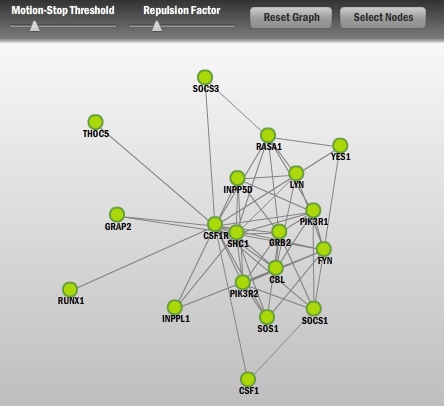 Motion-Stop Threshold
Repulsion Factor
Reset Graph
Select Nodes
SOCS3
THOC5
RASA1
YES1
LYN
INPP5D
PIK3R1
GRAP2
CSF1R
SHC1
GRB2
FYN
CBL
PIK3R2
RUNX1
INPPL1
SOS1
SOCS1
CSF1